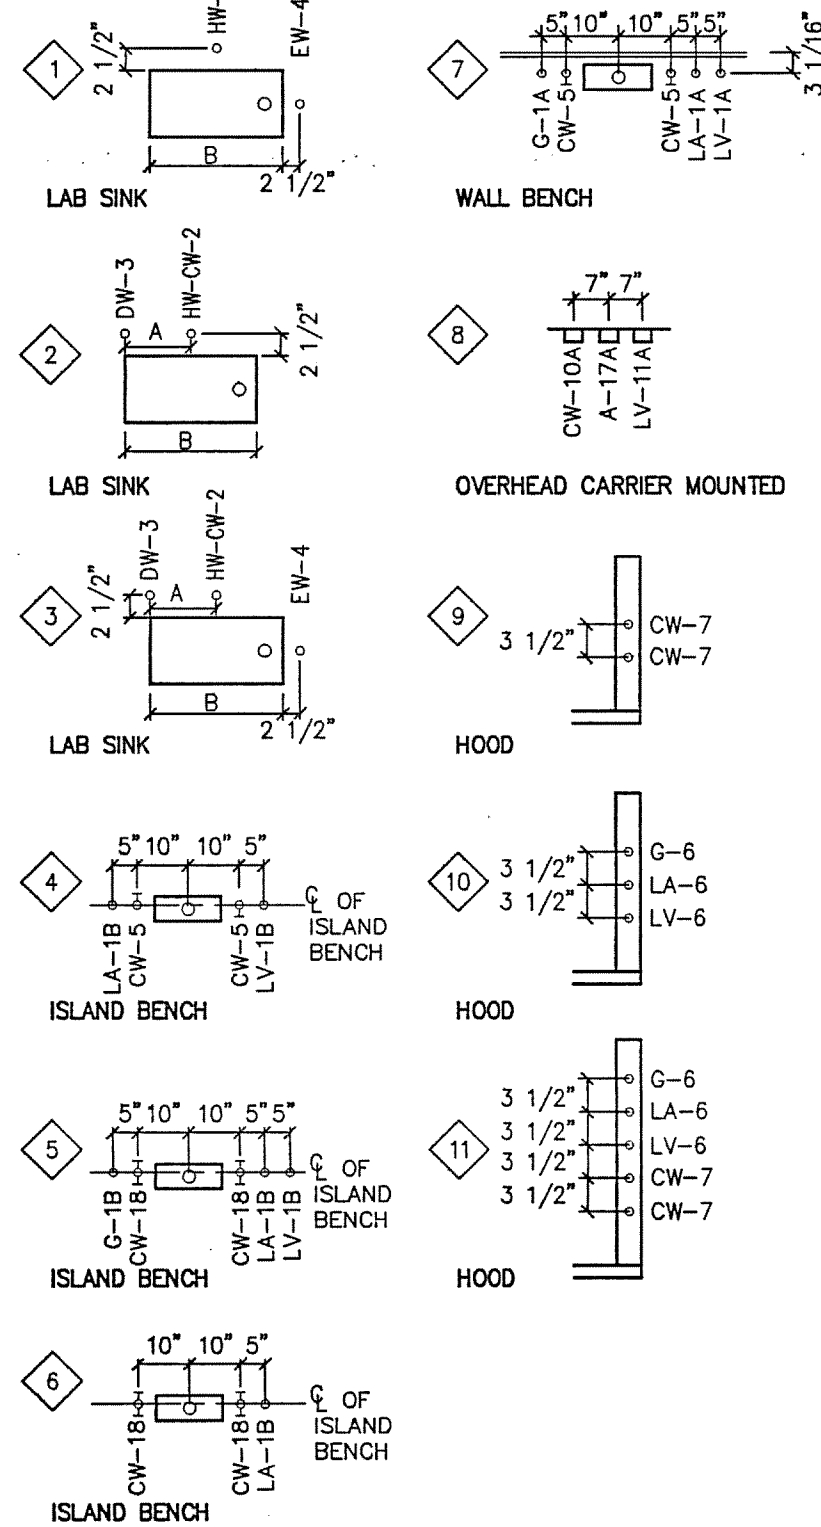 1
2 1/2"
EW-4
B
2 1/2"
LAB SINK
2
DW-3
HW-CW-2
A
2 1/2"
B
LAB SINK
3
2 1/2"
DW-3
HW-CW-2
A
EW-4
B
2 1/2"
LAB SINK
4
5" 10" 10" 5"
LA-1B
CW-5
CW-5
LV-1B
℄ OF
ISLAND
BENCH
ISLAND BENCH
5
5" 10" 10" 5" 5"
G-1B
CW-18
CW-18
LA-1B
LV-1B
℄ OF
ISLAND
BENCH
ISLAND BENCH
6
10" 10" 5"
CW-18
CW-18
LA-1B
℄ OF
ISLAND
BENCH
ISLAND BENCH
7
5" 10" 10" 5" 5"
3 1/16"
G-1A
CW-5
CW-5
LA-1A
LV-1A
WALL BENCH
8
7" 7"
CW-10A
A-17A
LV-11A
OVERHEAD CARRIER MOUNTED
9
3 1/2"
CW-7
CW-7
HOOD
10
3 1/2"
3 1/2"
G-6
LA-6
LV-6
HOOD
11
3 1/2"
3 1/2"
3 1/2"
3 1/2"
G-6
LA-6
LV-6
CW-7
CW-7
HOOD